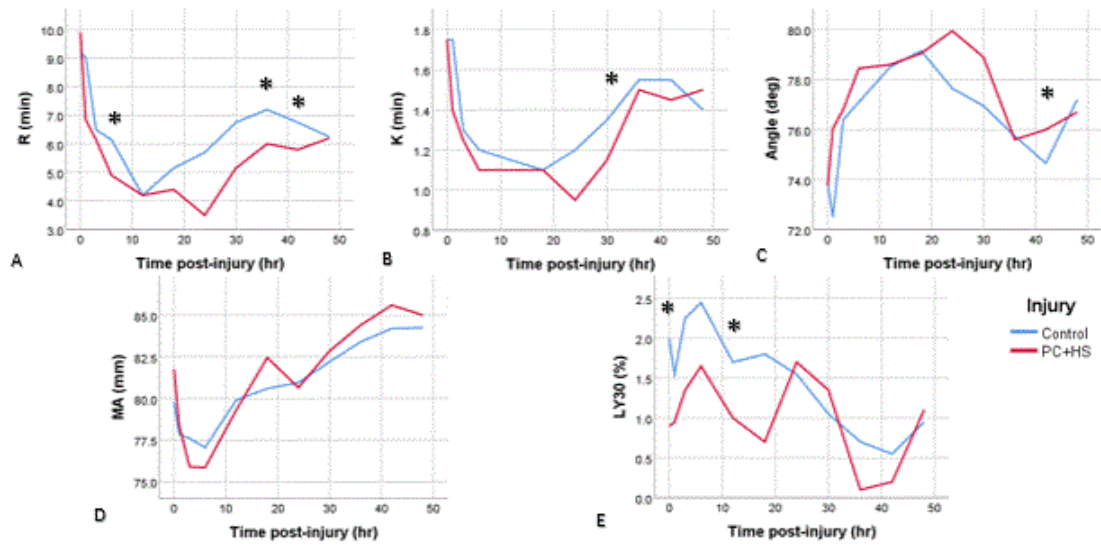 10.0
9.0
8.0
7.0
6.0
5.0
4.0
3.0
R (min)
*
*
*
0 10 20 30 40 50
Time post-injury (hr)
A
1.8
1.6
1.4
1.2
1.0
0.8
K (min)
*
0 10 20 30 40 50
Time post-injury (hr)
B
80.0
78.0
76.0
74.0
72.0
Angle (deg)
*
0 10 20 30 40 50
Time post-injury (hr)
C
85.0
82.5
80.0
77.5
75.0
MA (mm)
0 10 20 30 40 50
Time post-injury (hr)
D
2.5
2.0
1.5
1.0
0.5
0.0
LY30 (%)
*
*
0 10 20 30 40 50
Time post-injury (hr)
E
Injury
Control
PC+HS